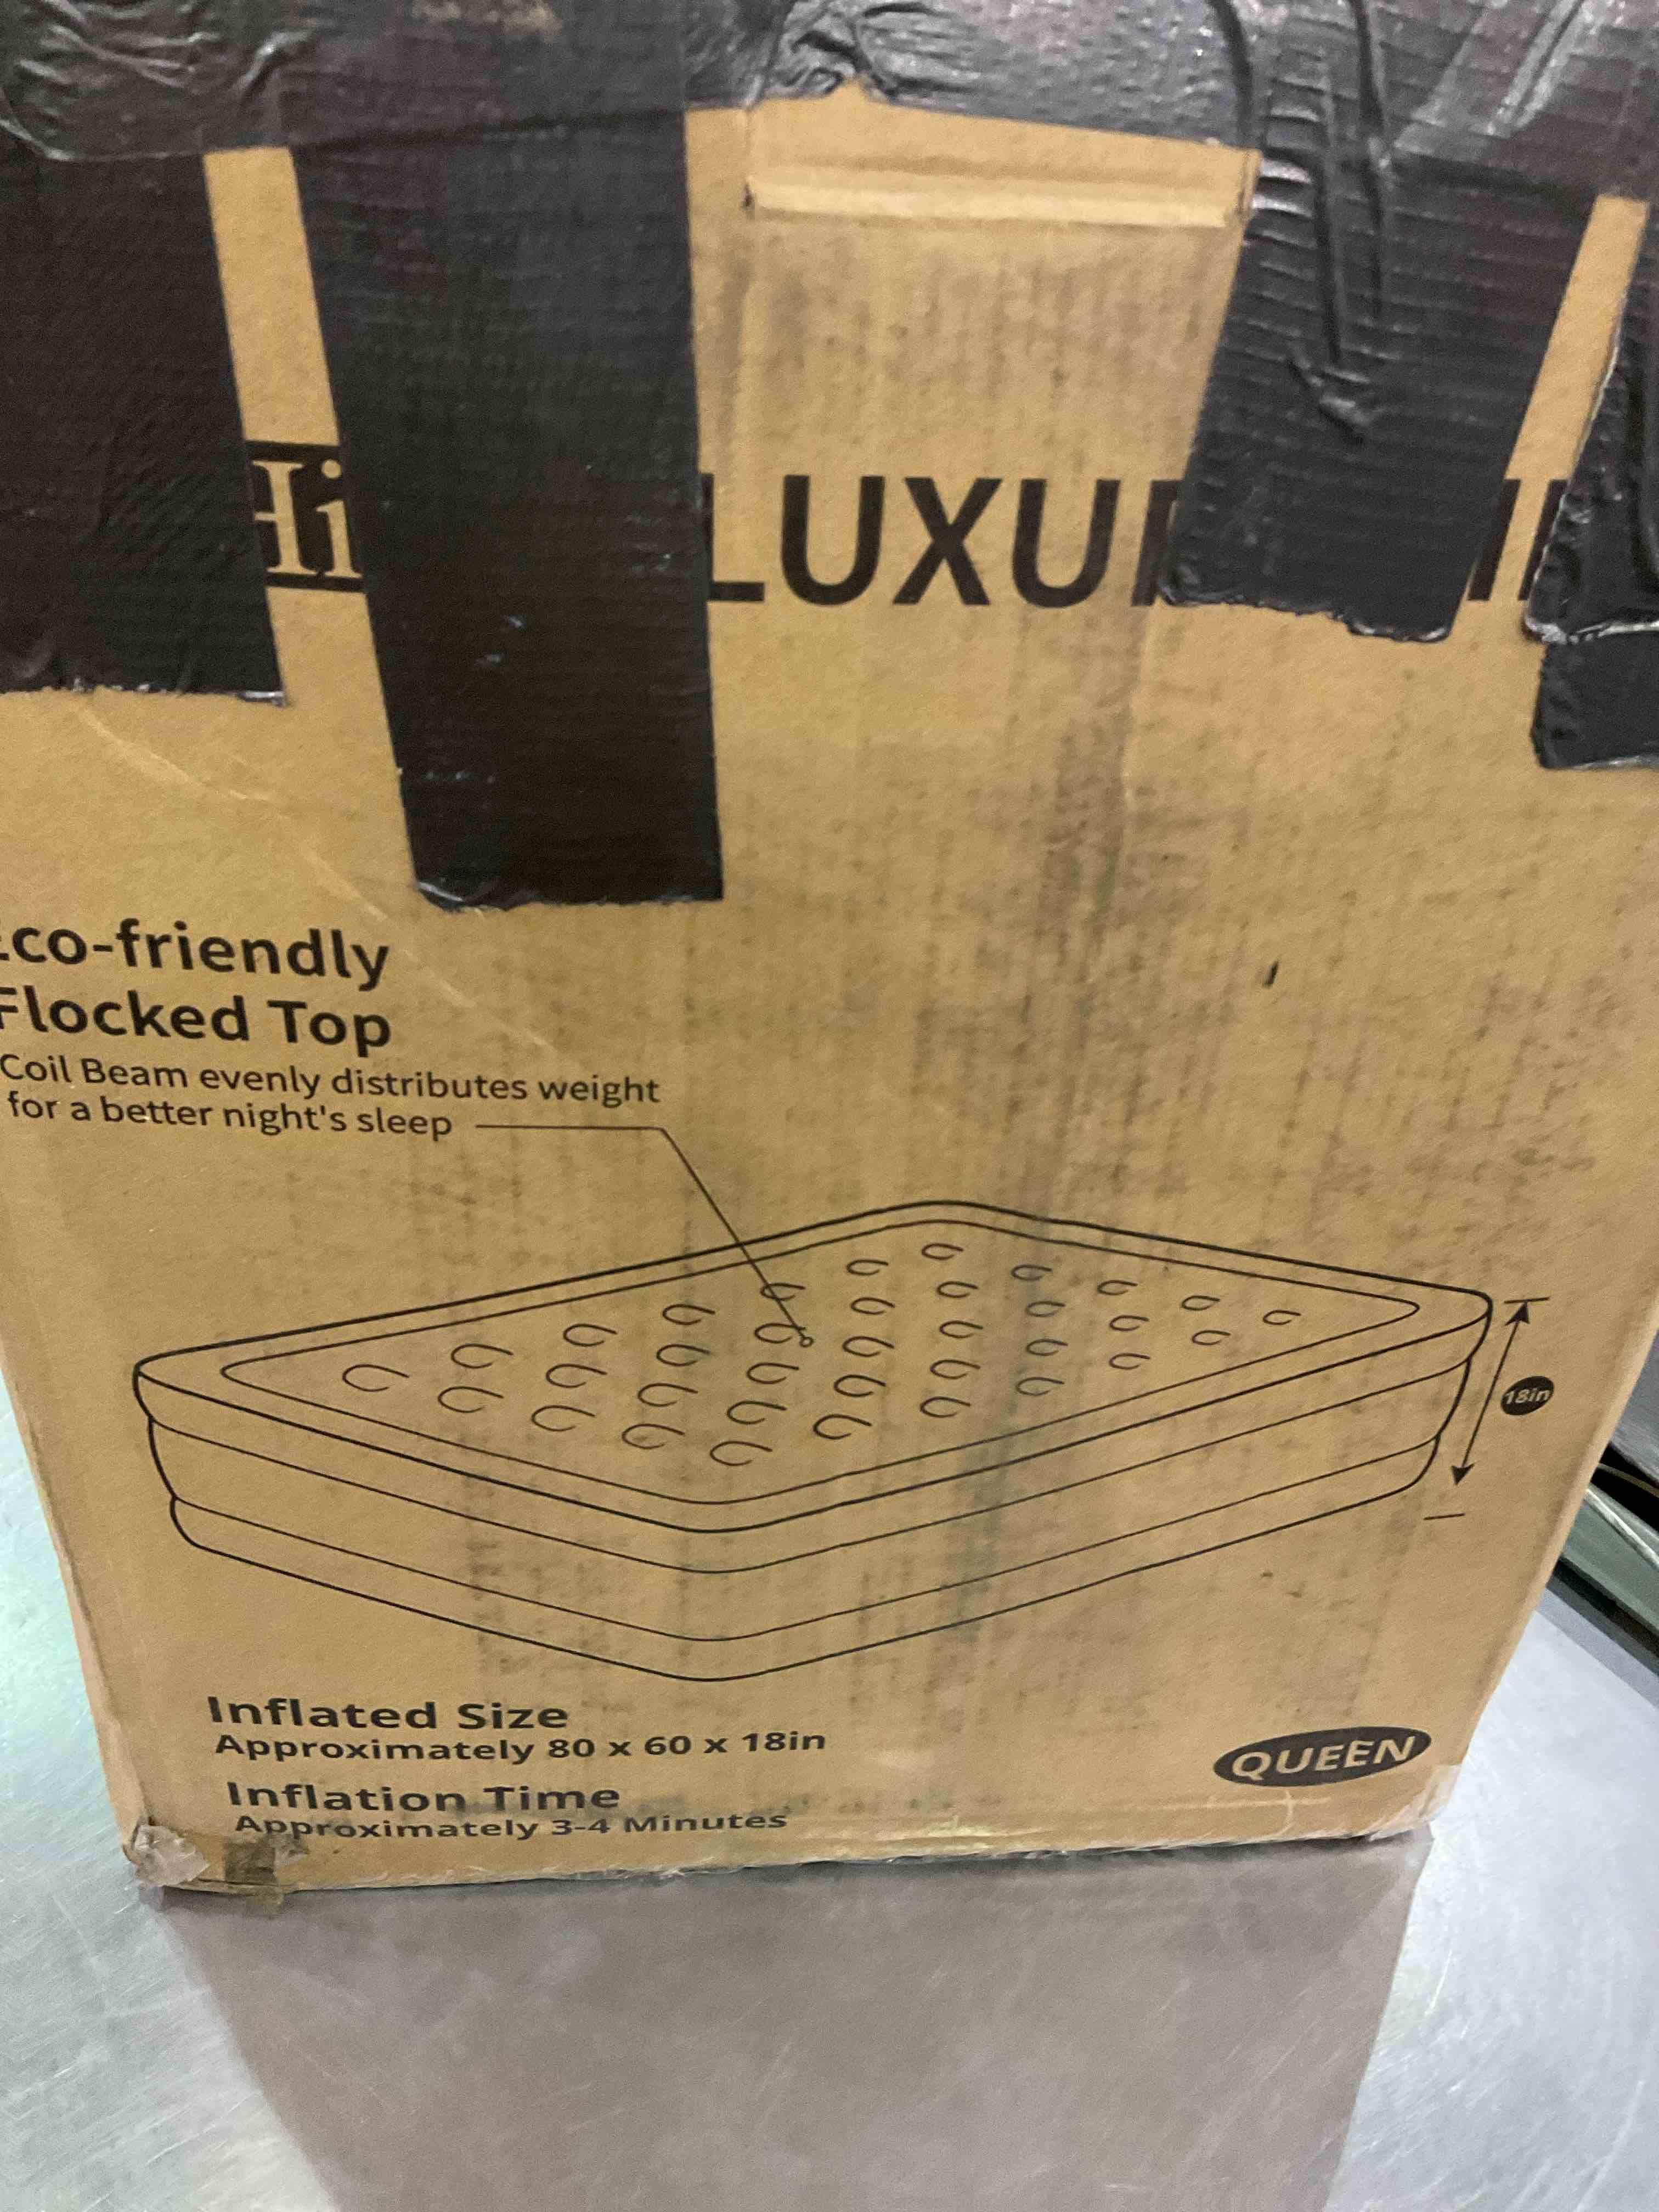 Hi
LUXU
Eco-friendly
Flocked Top
Coil Beam evenly distributes weight
for a better night's sleep
18in
Inflated Size
Approximately 80 x 60 x 18in
QUEEN
Inflation Time
Approximately 3-4 Minutes